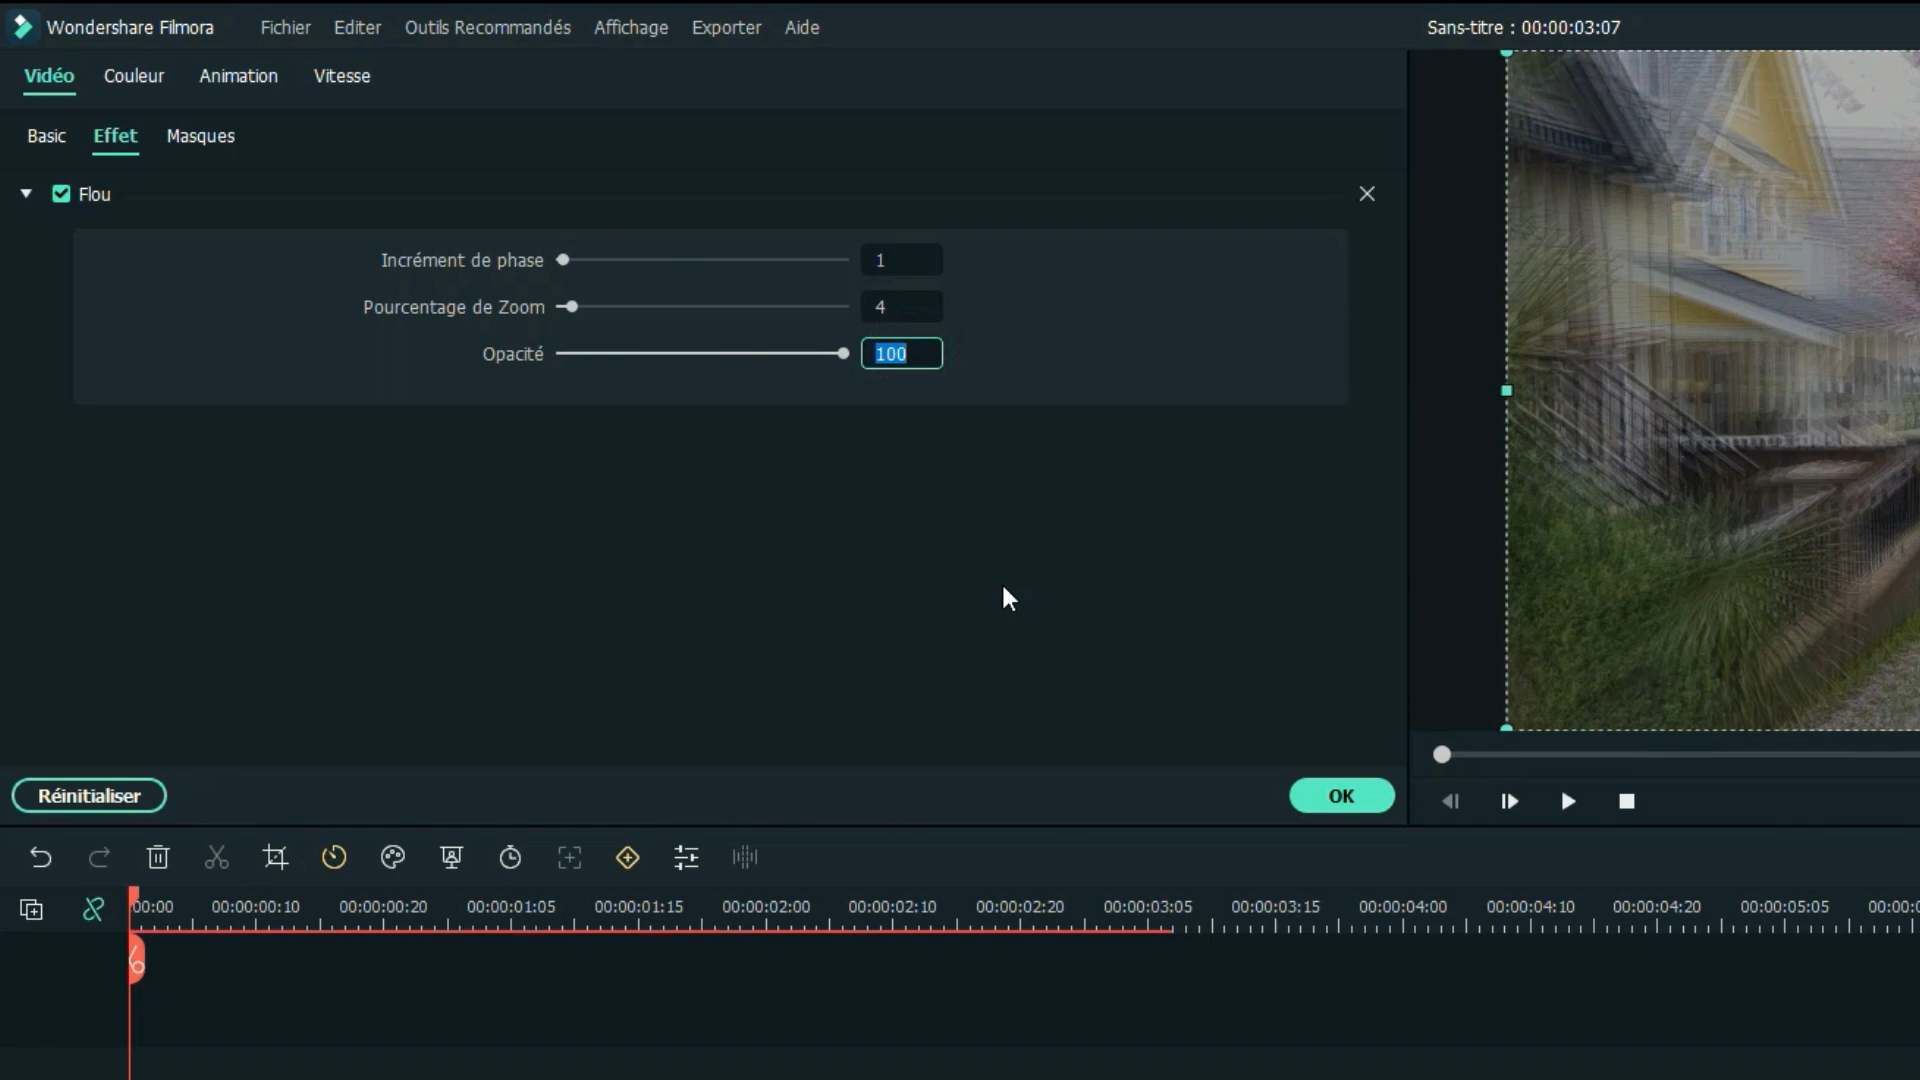 Wondershare Filmora Fichier Editer Outils Recommandés Affichage Exporter Aide Sans-titre : 00:00:03:07
Vidéo Couleur Animation Vitesse
Basic Effet Masques
Flou
Incrément de phase 1
Pourcentage de Zoom 4
Opacité 100
Réinitialiser OK
00:00 00:00:00:10 00:00:00:20 00:00:01:05 00:00:01:15 00:00:02:00 00:00:02:10 00:00:02:20 00:00:03:05 00:00:03:15 00:00:04:00 00:00:04:10 00:00:04:20 00:00:05:05 00:00:0